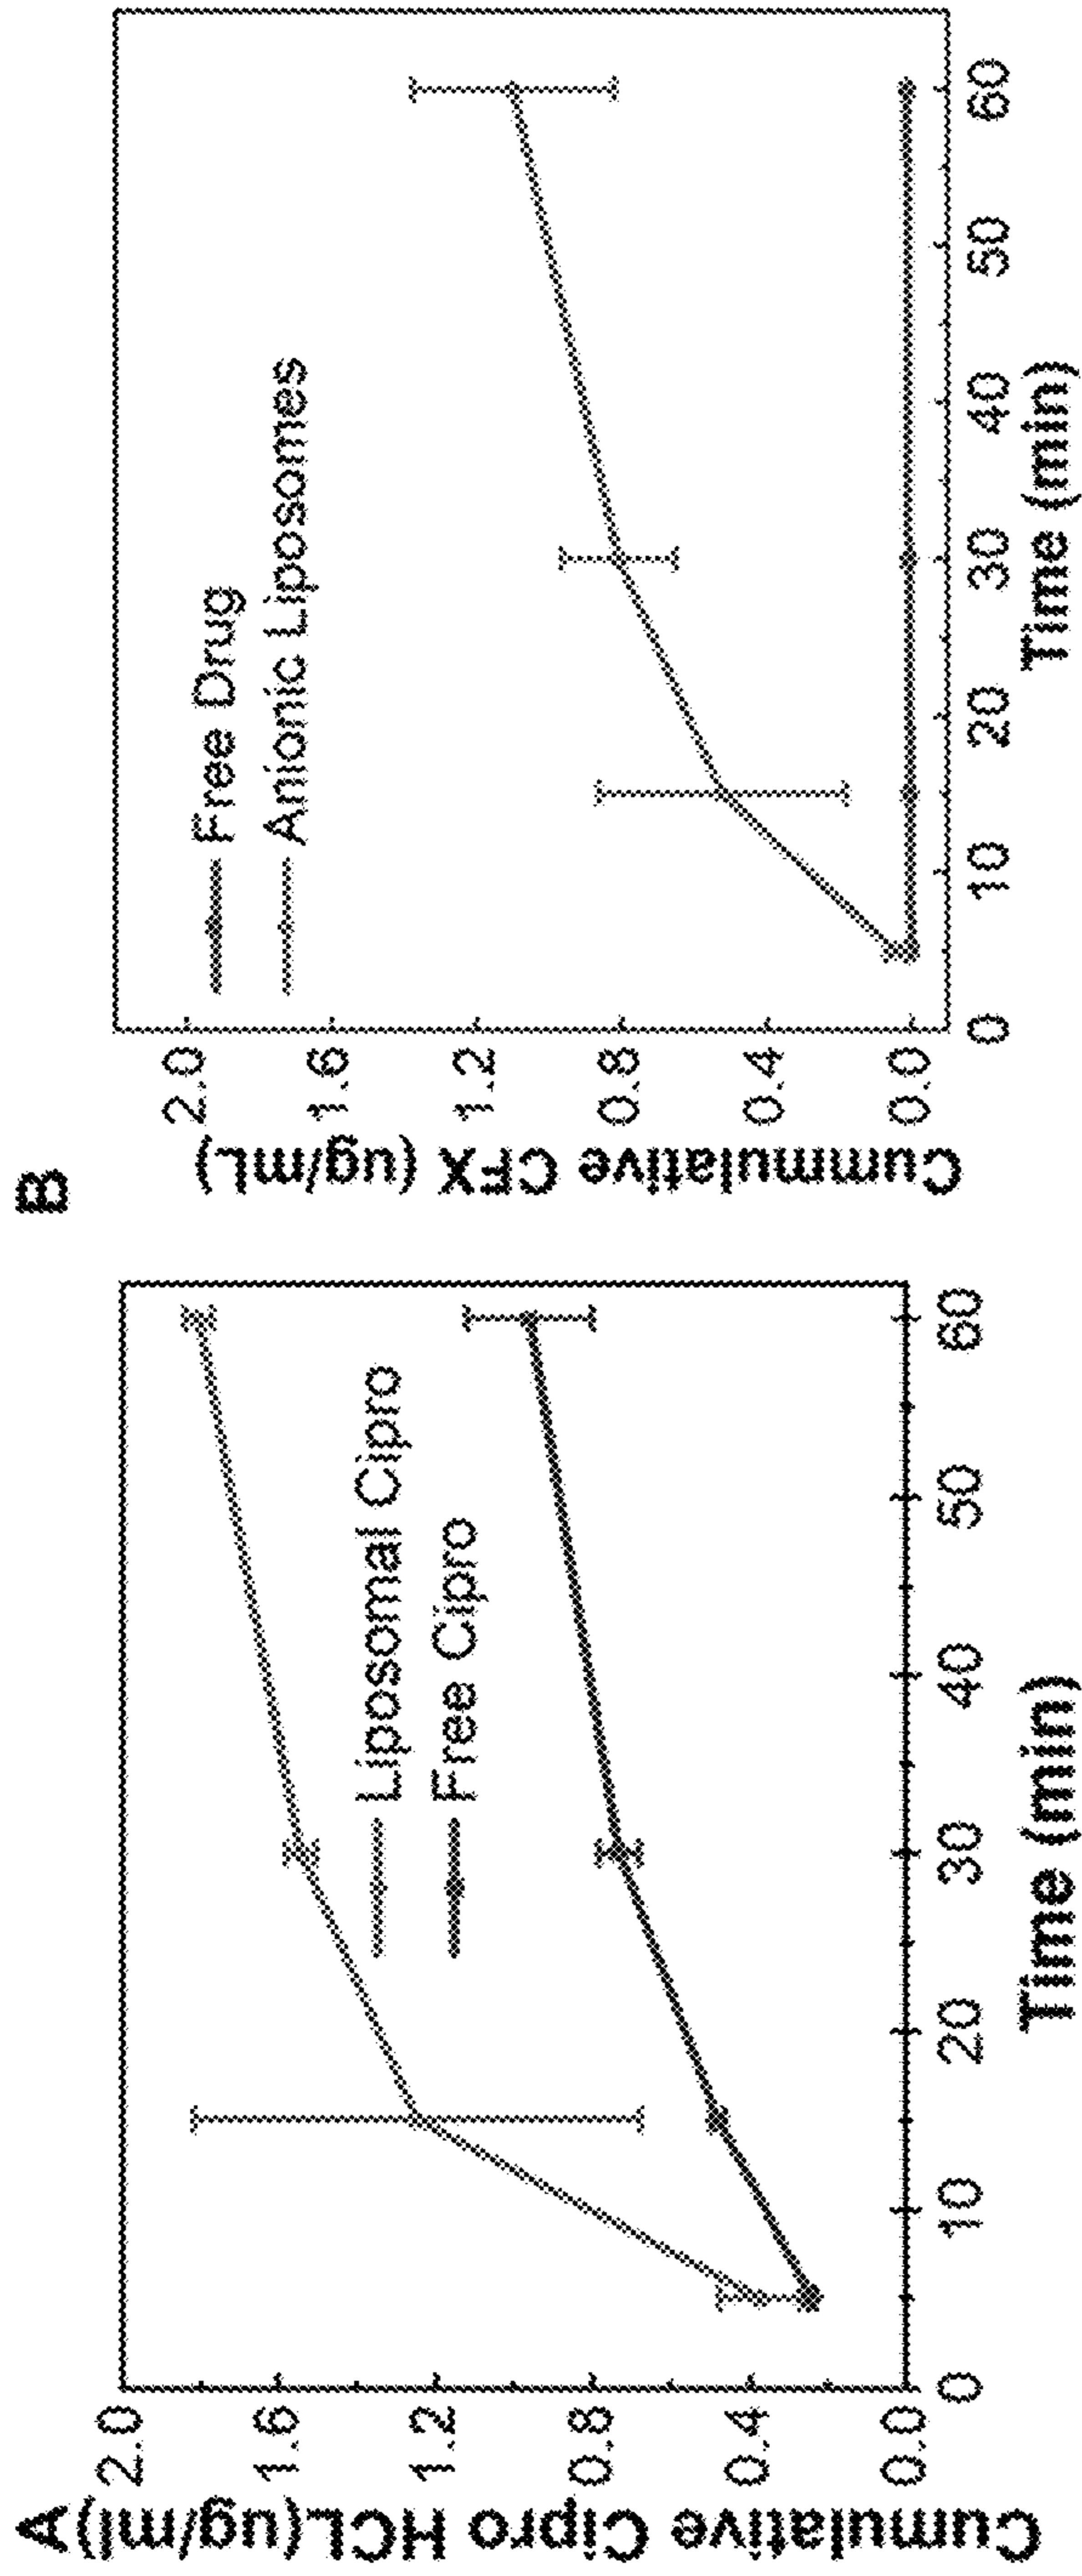 A
Cumulative Cipro HCL(ug/ml)
2.0
1.6
1.2
0.8
0.4
0.0
Liposomal Cipro
Free Cipro
0 10 20 30 40 50 60
Time (min)
B
Cummulative CFX (ug/mL)
2.0
1.6
1.2
0.8
0.4
0.0
Free Drug
Anionic Liposomes
0 10 20 30 40 50 60
Time (min)